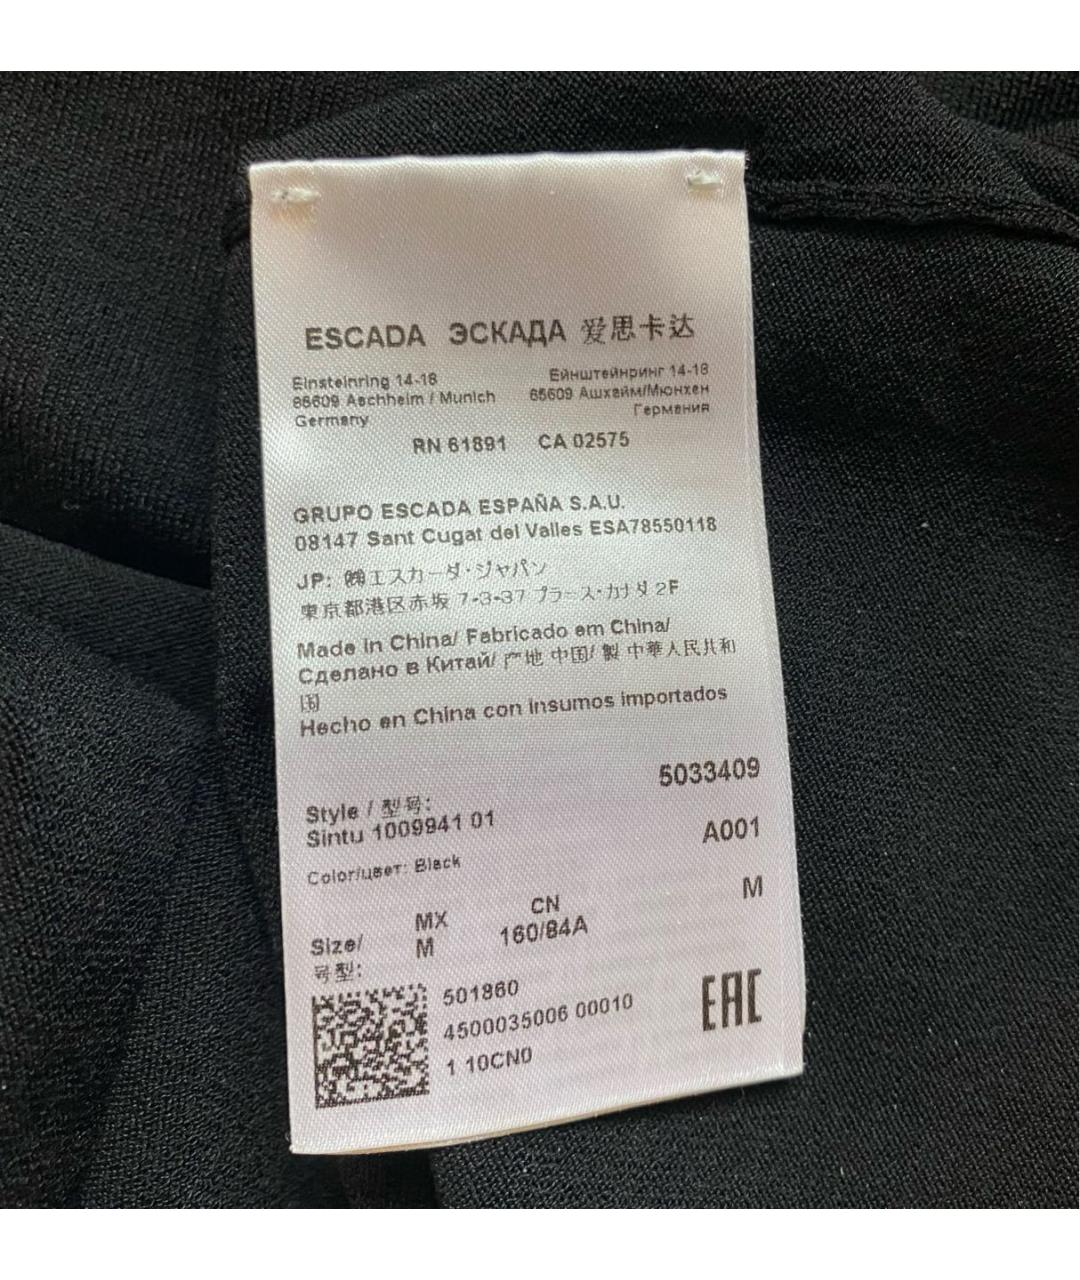 ESCADA ЭСКАДА 爱思卡达
Einsteinring 14-18
85609 Aschheim / Munich
Germany
Ейнштейнринг 14-18
85609 Ашхайм/Мюнхен
Германия
RN 61891 CA 02575
GRUPO ESCADA ESPAÑA S.A.U.
08147 Sant Cugat del Valles ESA78550118
JP: ㈱エスカーダ・ジャパン
東京都港区赤坂 7-3-37 プラース・カナダ 2F
Made in China/ Fabricado em China/
Сделано в Китай/ 产地 中国/ 製 中華人民共和
国
Hecho en China con insumos importados
5033409
Style / 型号:
Sintu 1009941 01
A001
Color/цвет: Black
M
Size/
号型:
MX
M
CN
160/84A
501860
4500035006 00010
1 10CN0
EAC